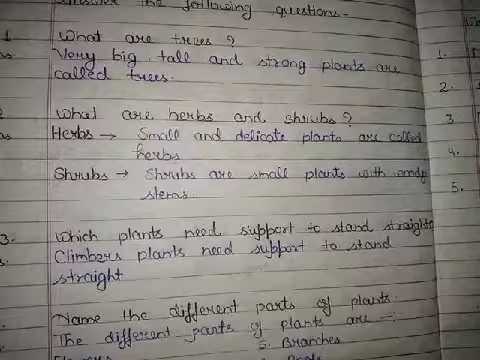 the following questions.
1 What are trees?
Very big, tall and strong plants are
called trees.
What are herbs and shrubs?
Herbs → Small and delicate plants are called
herbs
Shrubs → Shrubs are small plants with
stems
3. Which plants need support to stand straight
Climbers plants need support to stand
straight
Name the different parts of plants.
The different parts of plants are –:
5. Branches
1.
2.
3
4.
5.